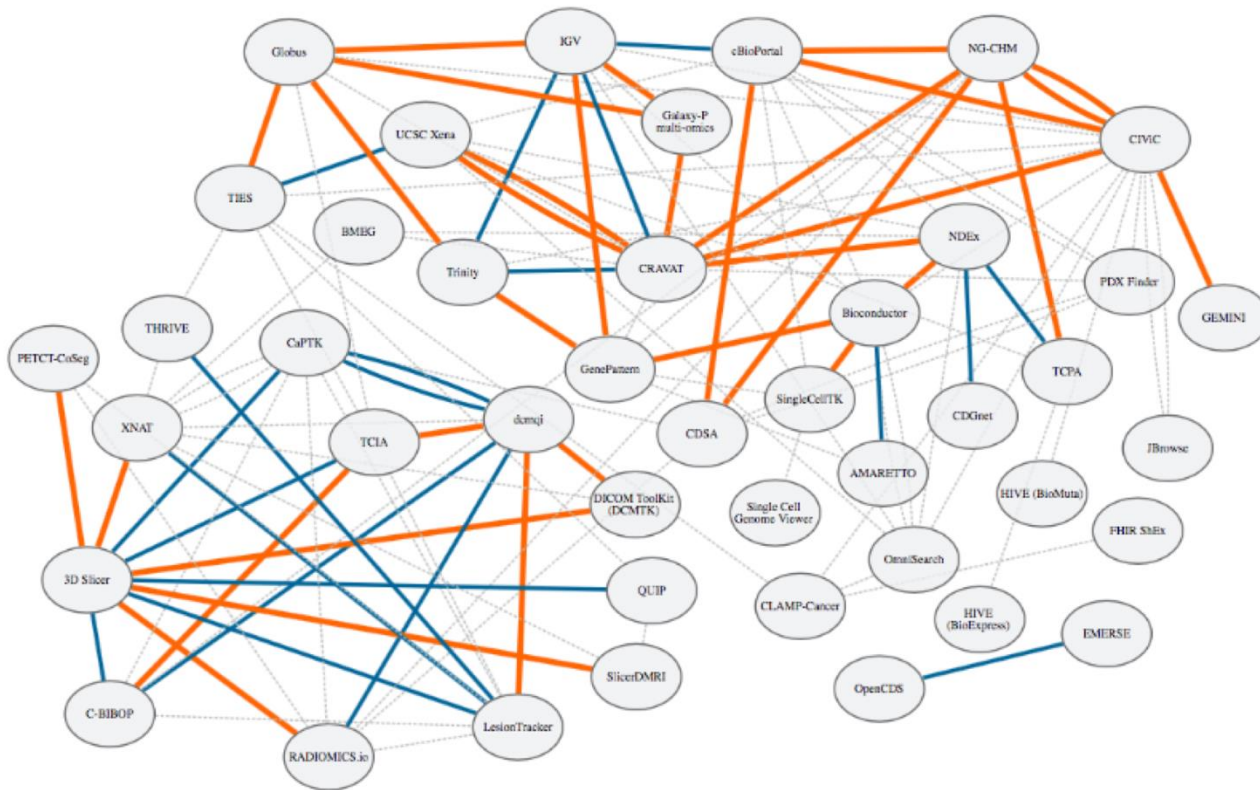 Globus
IGV
cBioPortal
NG-CHM
UCSC Xena
Galaxy-P
multi-omics
CIViC
TIES
BMEG
Trinity
CRAVAT
NDEx
PDX Finder
GEMINI
THRIVE
CaPTK
Bioconductor
PETCT-CoSeg
GenePattern
TCPA
XNAT
TCIA
dcmqi
CDSA
SingleCellTK
CDGnet
JBrowse
AMARETTO
DICOM ToolKit
(DCMTK)
Single Cell
Genome Viewer
HIVE (BioMuta)
FHIR ShEx
3D Slicer
QUIP
OmniSearch
CLAMP-Cancer
HIVE
(BioExpress)
EMERSE
SlicerDMRI
OpenCDS
C-BIBOP
LesionTracker
RADIOMICS.io